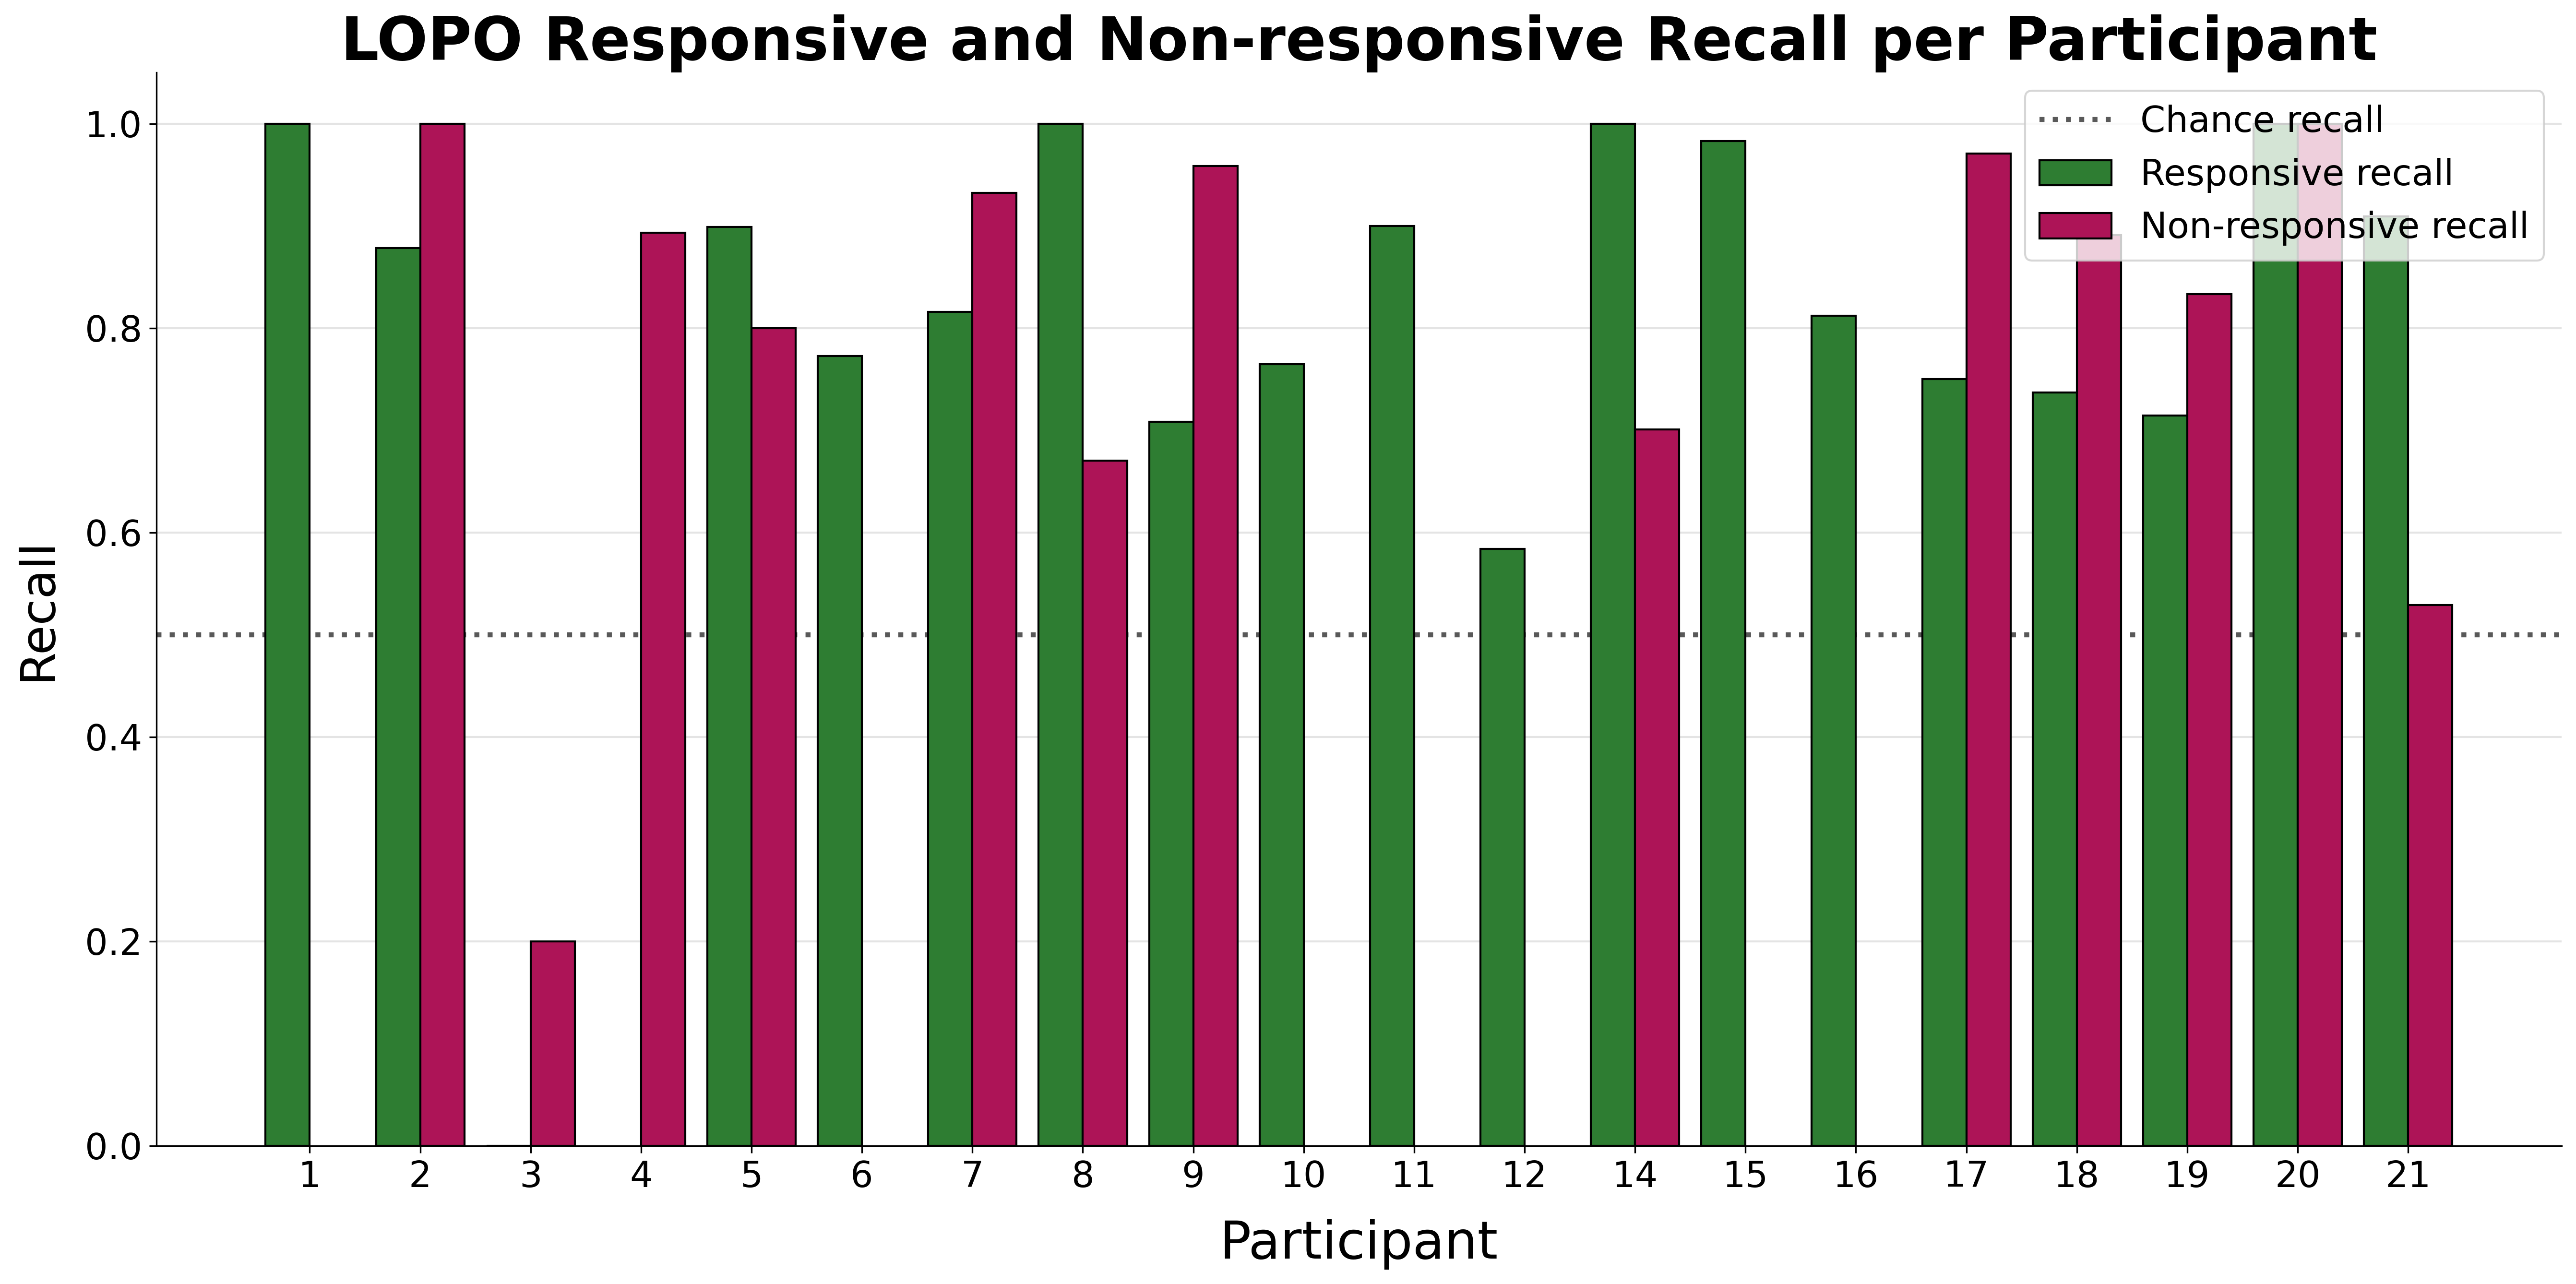 LOPO Responsive and Non-responsive Recall per Participant
Chance recall
Responsive recall
Non-responsive recall
Recall
1.0
0.8
0.6
0.4
0.2
0.0
1 2 3 4 5 6 7 8 9 10 11 12 14 15 16 17 18 19 20 21
Participant